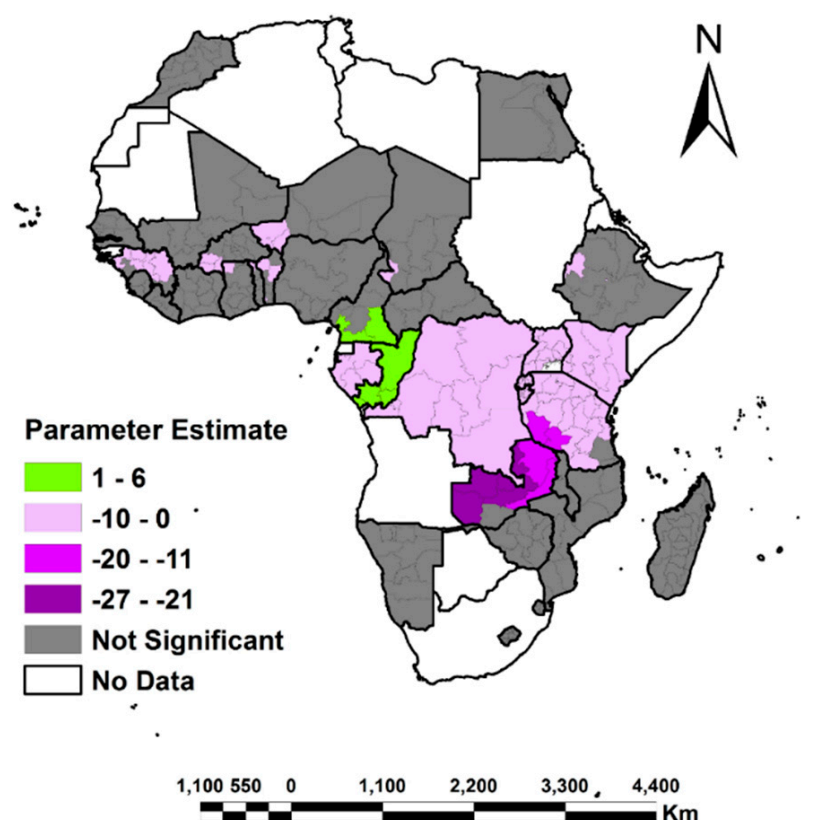 N
Parameter Estimate
1 - 6
-10 - 0
-20 - -11
-27 - -21
Not Significant
No Data
1,100 550 0 1,100 2,200 3,300 4,400
Km